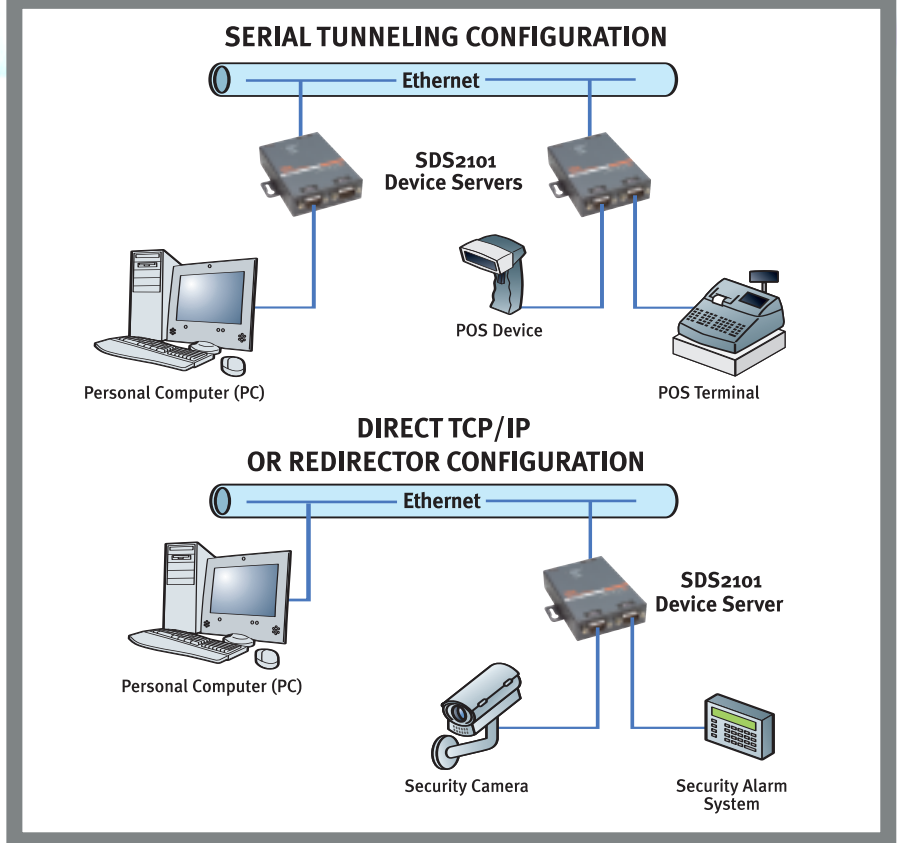 SERIAL TUNNELING CONFIGURATION
Ethernet
SDS2101
Device Servers
POS Device
Personal Computer (PC)
POS Terminal
DIRECT TCP/IP
OR REDIRECTOR CONFIGURATION
Ethernet
SDS2101
Device Server
Personal Computer (PC)
Security Camera
Security Alarm
System